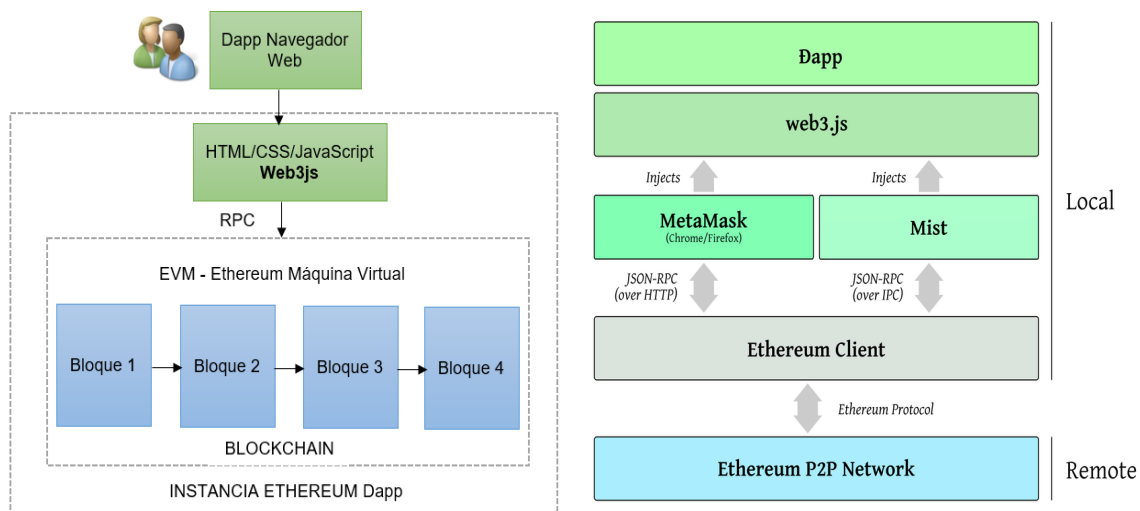 Dapp Navegador
Web
HTML/CSS/JavaScript
Web3js
RPC
EVM - Ethereum Máquina Virtual
Bloque 1
Bloque 2
Bloque 3
Bloque 4
BLOCKCHAIN
INSTANCIA ETHEREUM Dapp
Ðapp
web3.js
Injects
Injects
MetaMask
(Chrome/Firefox)
Mist
JSON-RPC
(over HTTP)
JSON-RPC
(over IPC)
Ethereum Client
Local
Ethereum Protocol
Ethereum P2P Network
Remote